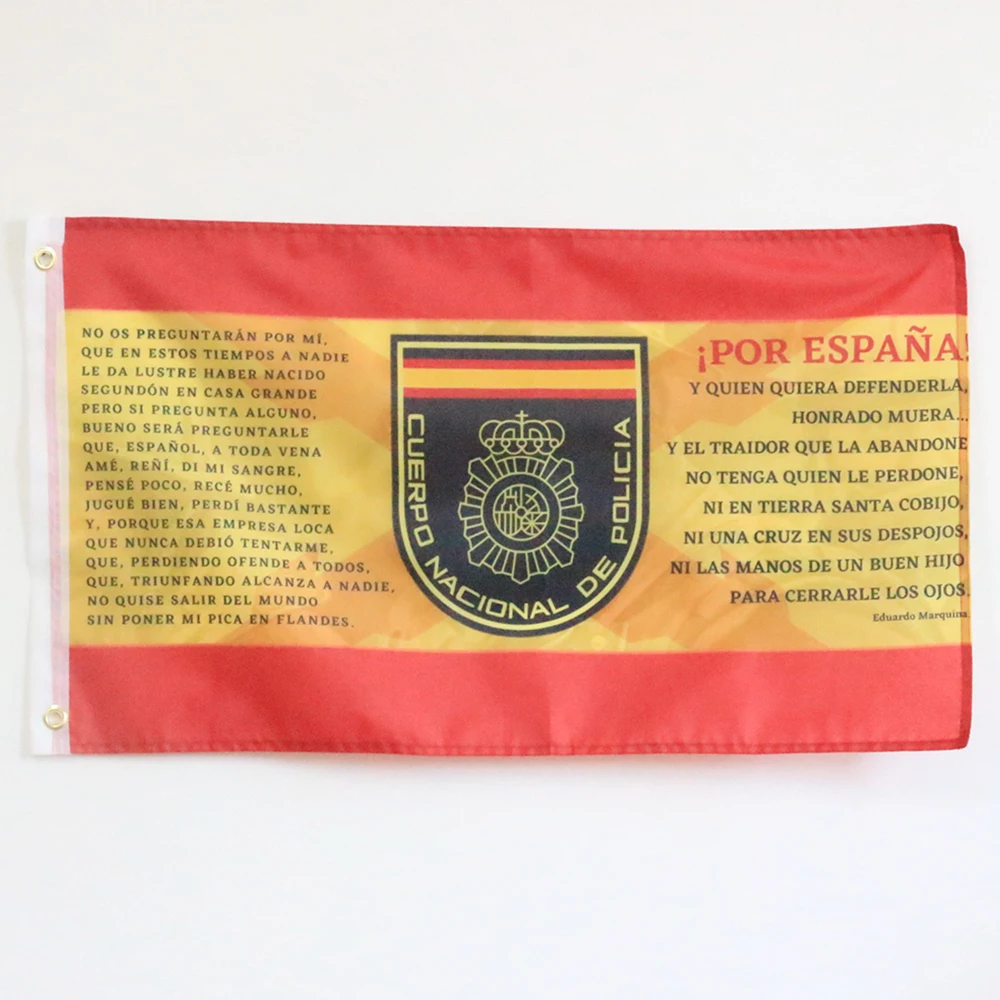 NO OS PREGUNTARÁN POR MÍ,
QUE EN ESTOS TIEMPOS A NADIE
LE DA LUSTRE HABER NACIDO
SEGUNDÓN EN CASA GRANDE
PERO SI PREGUNTA ALGUNO,
BUENO SERÁ PREGUNTARLE
QUE, ESPAÑOL, A TODA VENA
AMÉ, REÑÍ, DI MI SANGRE,
PENSÉ POCO, RECÉ MUCHO,
JUGUÉ BIEN, PERDÍ BASTANTE
Y, PORQUE ESA EMPRESA LOCA
QUE NUNCA DEBIÓ TENTARME,
QUE, PERDIENDO OFENDE A TODOS,
QUE, TRIUNFANDO ALCANZA A NADIE,
NO QUISE SALIR DEL MUNDO
SIN PONER MI PICA EN FLANDES.
CUERPO NACIONAL DE POLICIA
¡POR ESPAÑA!
Y QUIEN QUIERA DEFENDERLA,
HONRADO MUERA...
Y EL TRAIDOR QUE LA ABANDONE
NO TENGA QUIEN LE PERDONE,
NI EN TIERRA SANTA COBIJO,
NI UNA CRUZ EN SUS DESPOJOS,
NI LAS MANOS DE UN BUEN HIJO
PARA CERRARLE LOS OJOS.
Eduardo Marquina